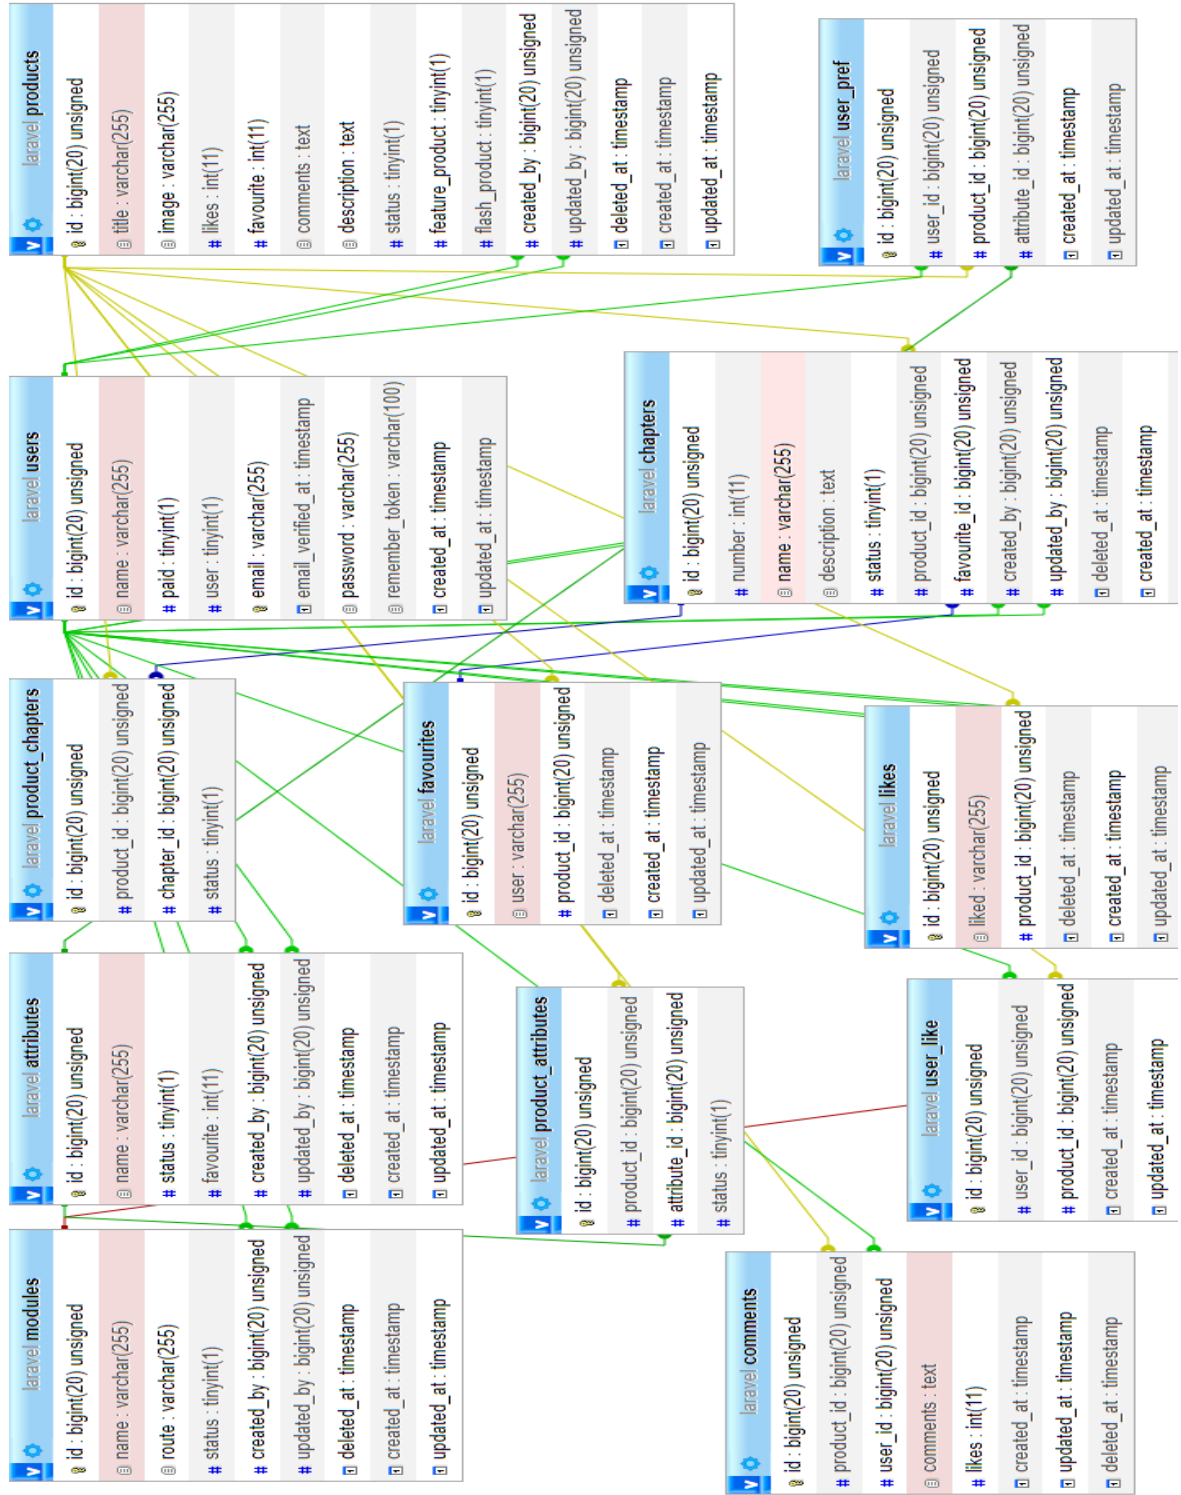 v laravel modules
id : bigint(20) unsigned
name : varchar(255)
route : varchar(255)
# status : tinyint(1)
# created_by : bigint(20) unsigned
# updated_by : bigint(20) unsigned
deleted_at : timestamp
created_at : timestamp
updated_at : timestamp
v laravel attributes
id : bigint(20) unsigned
name : varchar(255)
# status : tinyint(1)
# favourite : int(11)
# created_by : bigint(20) unsigned
# updated_by : bigint(20) unsigned
deleted_at : timestamp
created_at : timestamp
updated_at : timestamp
v laravel product_chapters
id : bigint(20) unsigned
# product_id : bigint(20) unsigned
# chapter_id : bigint(20) unsigned
# status : tinyint(1)
v laravel users
id : bigint(20) unsigned
name : varchar(255)
# paid : tinyint(1)
# user : tinyint(1)
email : varchar(255)
email_verified_at : timestamp
password : varchar(255)
remember_token : varchar(100)
created_at : timestamp
updated_at : timestamp
v laravel products
id : bigint(20) unsigned
title : varchar(255)
image : varchar(255)
# likes : int(11)
# favourite : int(11)
comments : text
description : text
# status : tinyint(1)
# feature_product : tinyint(1)
# flash_product : tinyint(1)
# created_by : bigint(20) unsigned
# updated_by : bigint(20) unsigned
deleted_at : timestamp
created_at : timestamp
updated_at : timestamp
v laravel favourites
id : bigint(20) unsigned
user : varchar(255)
# product_id : bigint(20) unsigned
deleted_at : timestamp
created_at : timestamp
updated_at : timestamp
v laravel product_attributes
id : bigint(20) unsigned
# product_id : bigint(20) unsigned
# attribute_id : bigint(20) unsigned
# status : tinyint(1)
v laravel chapters
id : bigint(20) unsigned
# number : int(11)
name : varchar(255)
description : text
# status : tinyint(1)
# product_id : bigint(20) unsigned
# favourite_id : bigint(20) unsigned
# created_by : bigint(20) unsigned
# updated_by : bigint(20) unsigned
deleted_at : timestamp
created_at : timestamp
v laravel comments
id : bigint(20) unsigned
# product_id : bigint(20) unsigned
# user_id : bigint(20) unsigned
comments : text
# likes : int(11)
created_at : timestamp
updated_at : timestamp
deleted_at : timestamp
v laravel user_pref
id : bigint(20) unsigned
# user_id : bigint(20) unsigned
# product_id : bigint(20) unsigned
# attribute_id : bigint(20) unsigned
created_at : timestamp
updated_at : timestamp
v laravel likes
id : bigint(20) unsigned
liked : varchar(255)
# product_id : bigint(20) unsigned
deleted_at : timestamp
created_at : timestamp
updated_at : timestamp
v laravel user_like
id : bigint(20) unsigned
# user_id : bigint(20) unsigned
# product_id : bigint(20) unsigned
created_at : timestamp
updated_at : timestamp